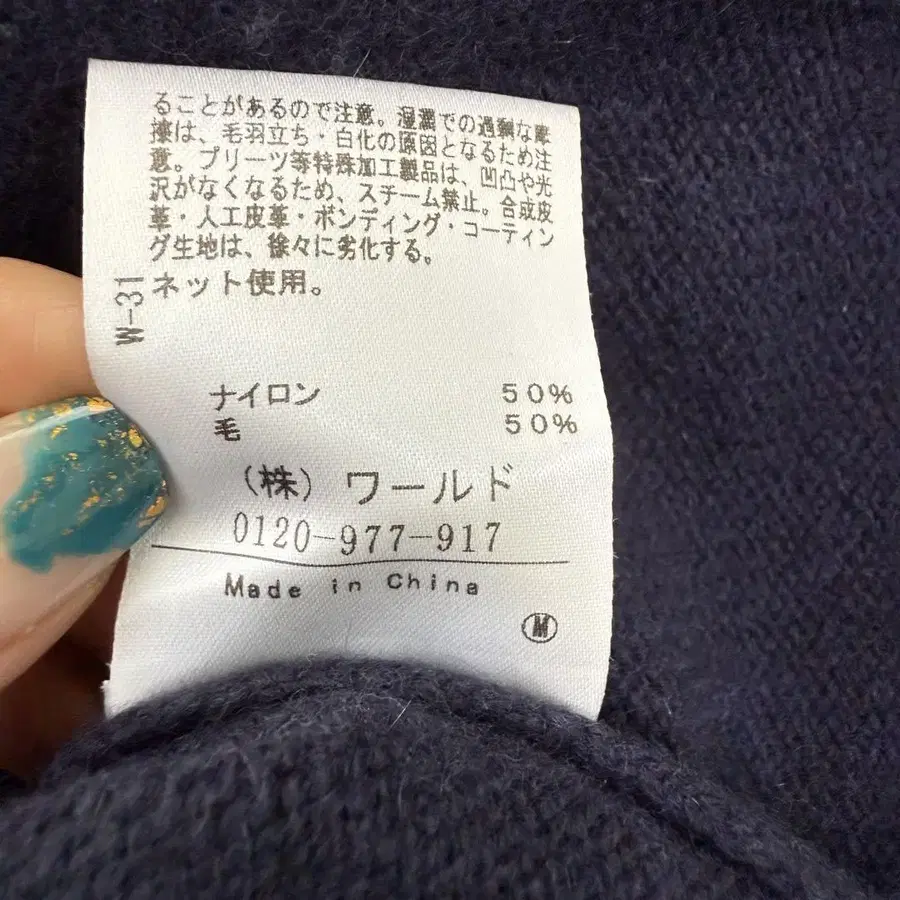 ることがあるので注意。湿潤での過剰な摩
擦は、毛羽立ち・白化の原因となるため注
意。プリーツ等特殊加工製品は、凹凸や光
沢がなくなるため、スチーム禁止。合成皮
革・人工皮革・ボンディング・コーティン
グ生地は、徐々に劣化する。
ネット使用。
W-31
ナイロン 50%
毛 50%
(株) ワールド
0120-977-917
Made in China
M